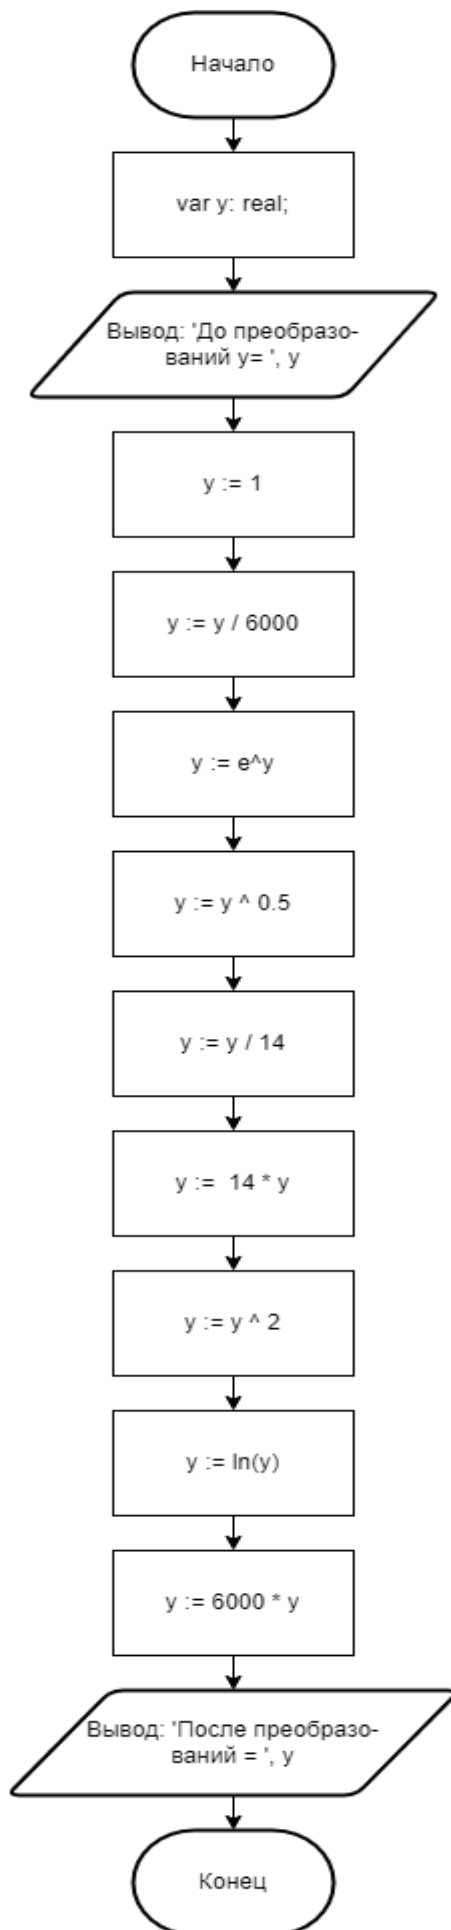 Начало
var y: real;
Вывод: 'До преобразо-
ваний y= ', y
y := 1
y := y / 6000
y := e^y
y := y ^ 0.5
y := y / 14
y :=  14 * y
y := y ^ 2
y := ln(y)
y := 6000 * y
Вывод: 'После преобразо-
ваний = ', y
Конец